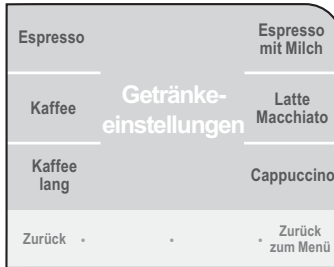 Espresso
Espresso
mit Milch
Getränke-
einstellungen
Kaffee
Latte
Macchiato
Kaffee
lang
Cappuccino
Zurück
Zurück
zum Menü